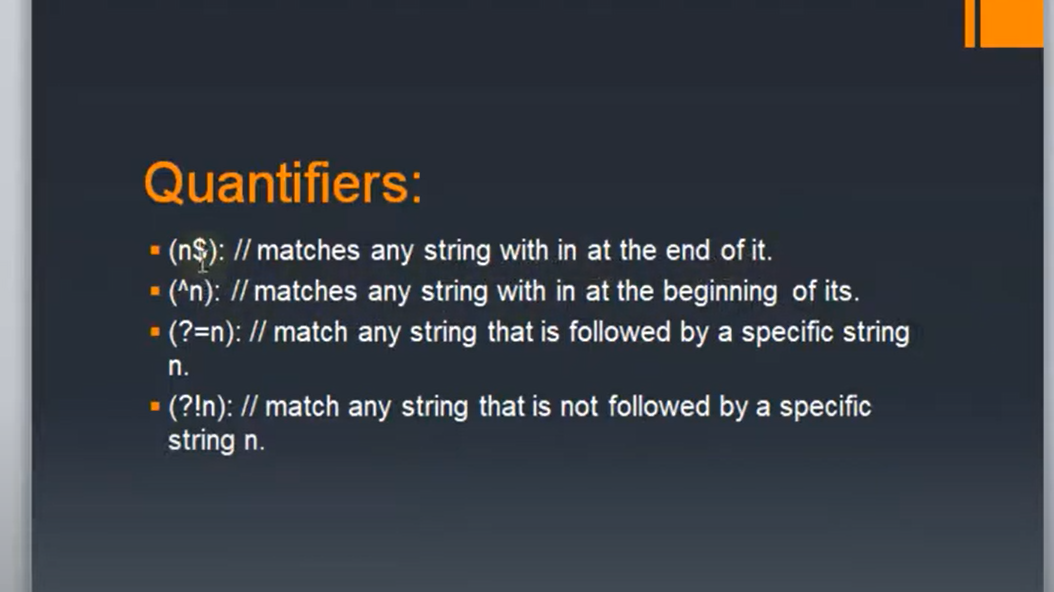 Quantifiers:
(n$): // matches any string with in at the end of it.
(^n): // matches any string with in at the beginning of its.
(?=n): // match any string that is followed by a specific string
n.
(?!n): // match any string that is not followed by a specific
string n.